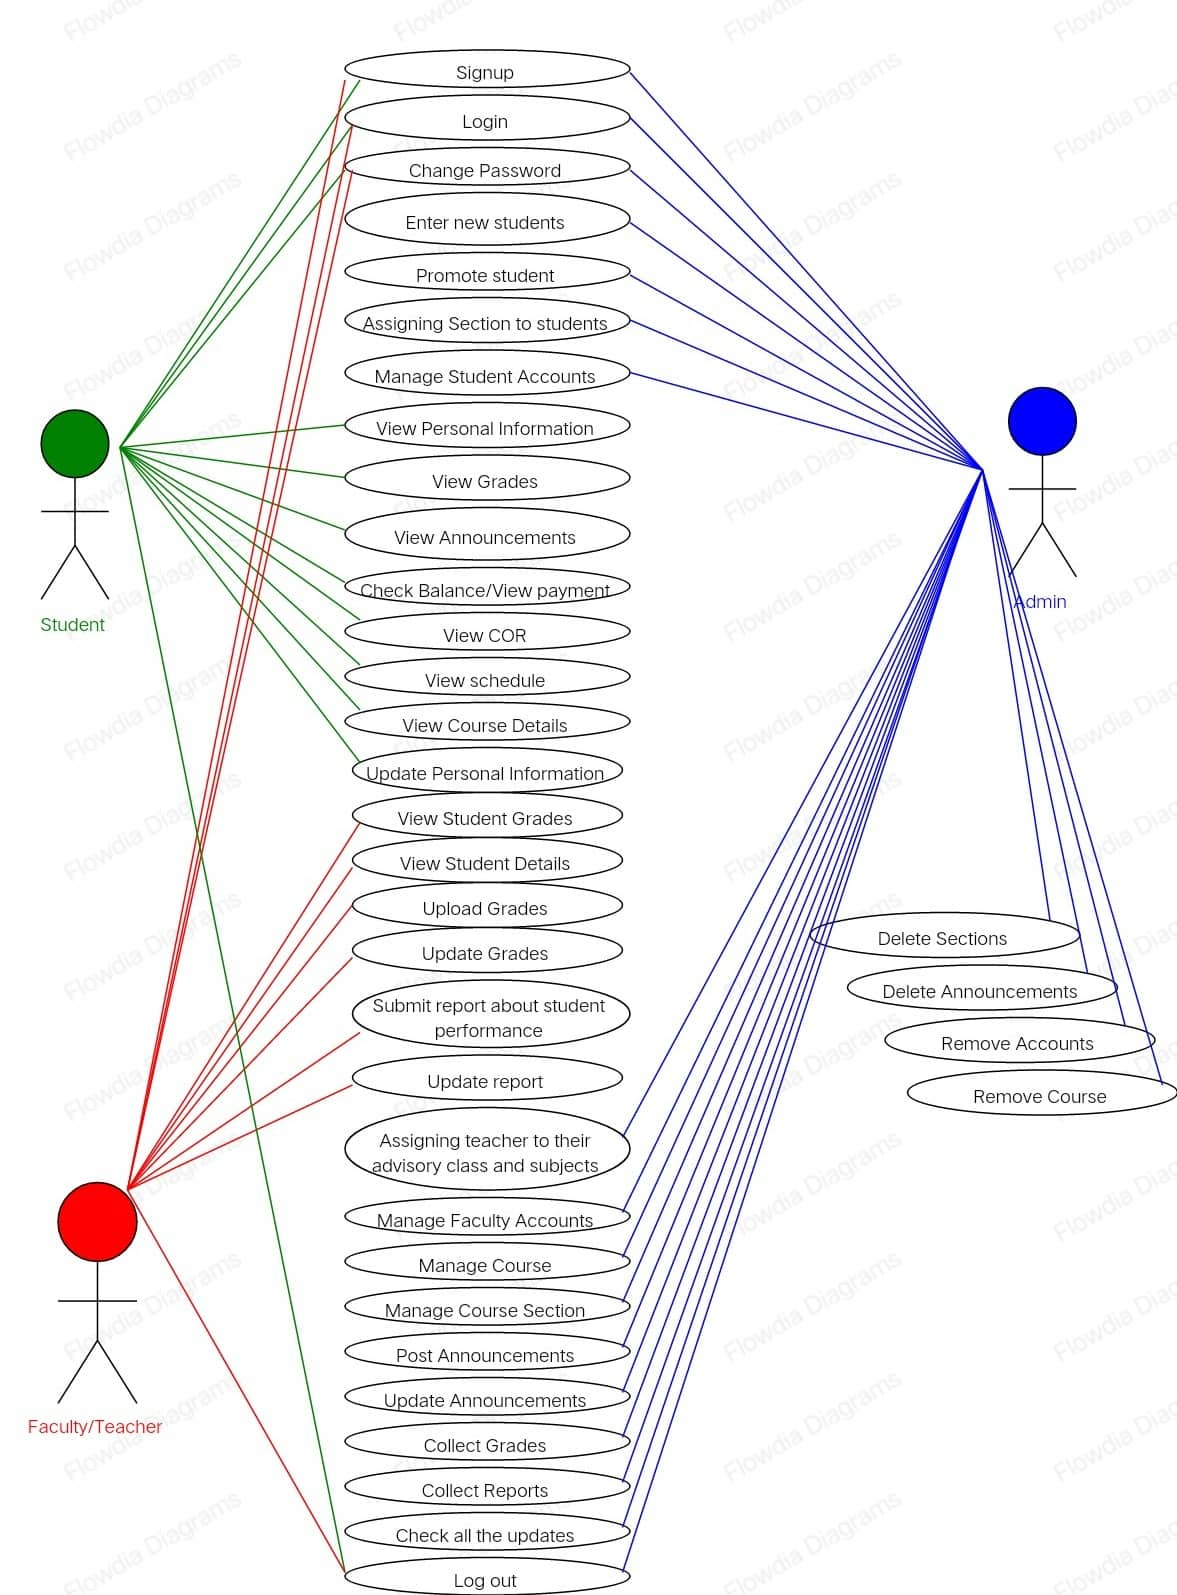 Signup
Login
Change Password
Enter new students
Promote student
Assigning Section to students
Manage Student Accounts
View Personal Information
View Grades
View Announcements
Check Balance/View payment
View COR
View schedule
View Course Details
Update Personal Information
View Student Grades
View Student Details
Upload Grades
Update Grades
Submit report about student
performance
Update report
Assigning teacher to their
advisory class and subjects
Manage Faculty Accounts
Manage Course
Manage Course Section
Post Announcements
Update Announcements
Collect Grades
Collect Reports
Check all the updates
Log out
Student
Faculty/Teacher
Admin
Delete Sections
Delete Announcements
Remove Accounts
Remove Course
Flowdia Diagrams